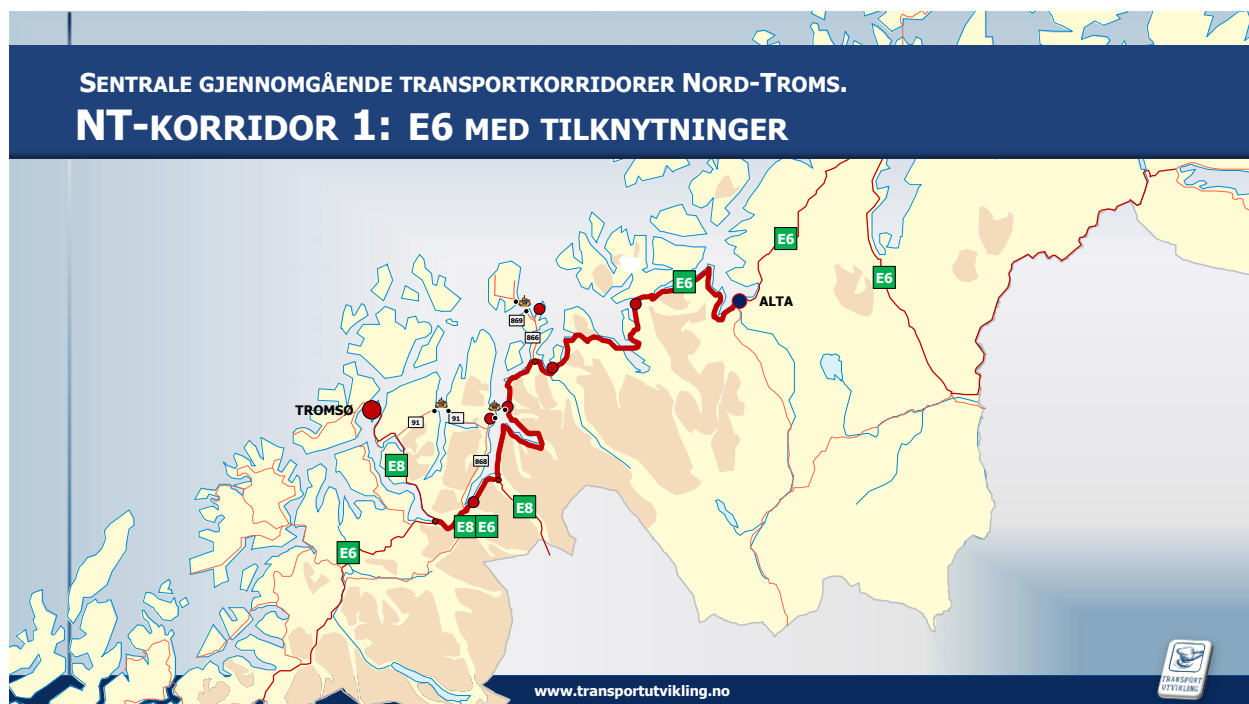 SENTRALE GJENNOMGÅENDE TRANSPORTKORRIDORER NORD-TROMS.
NT-KORRIDOR 1: E6 MED TILKNYTNINGER
E6
E6
E6
ALTA
869
866
TROMSØ
91
91
E8
868
E8
E8 E6
E6
www.transportutvikling.no
TRANSPORT
UTVIKLING